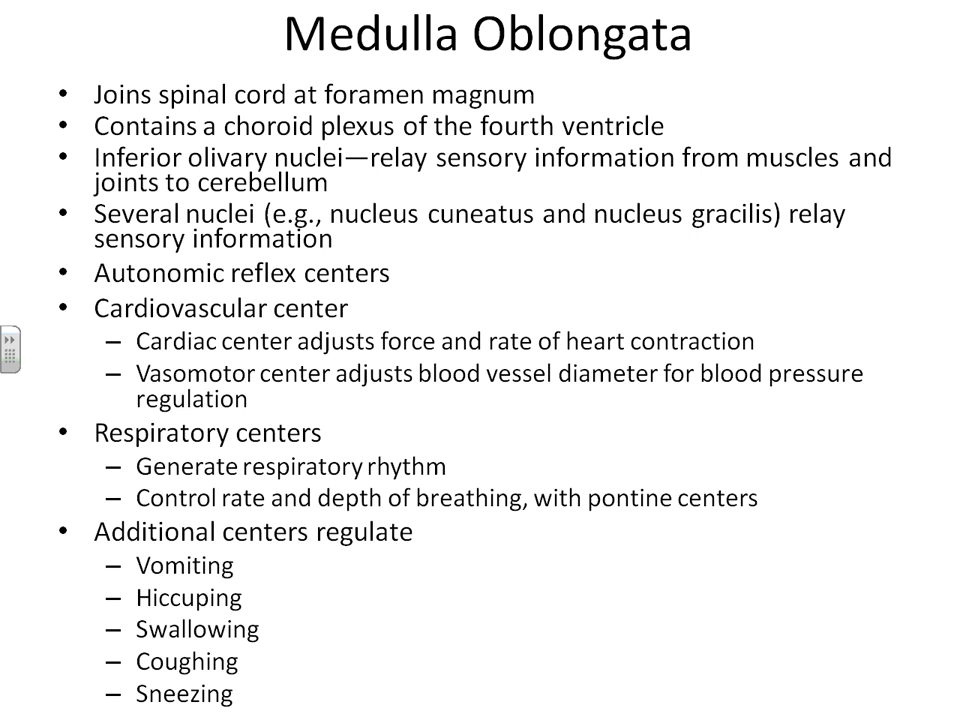 Medulla Oblongata
• Joins spinal cord at foramen magnum
• Contains a choroid plexus of the fourth ventricle
• Inferior olivary nuclei—relay sensory information from muscles and
joints to cerebellum
• Several nuclei (e.g., nucleus cuneatus and nucleus gracilis) relay
sensory information
• Autonomic reflex centers
• Cardiovascular center
– Cardiac center adjusts force and rate of heart contraction
– Vasomotor center adjusts blood vessel diameter for blood pressure
regulation
• Respiratory centers
– Generate respiratory rhythm
– Control rate and depth of breathing, with pontine centers
• Additional centers regulate
– Vomiting
– Hiccuping
– Swallowing
– Coughing
– Sneezing